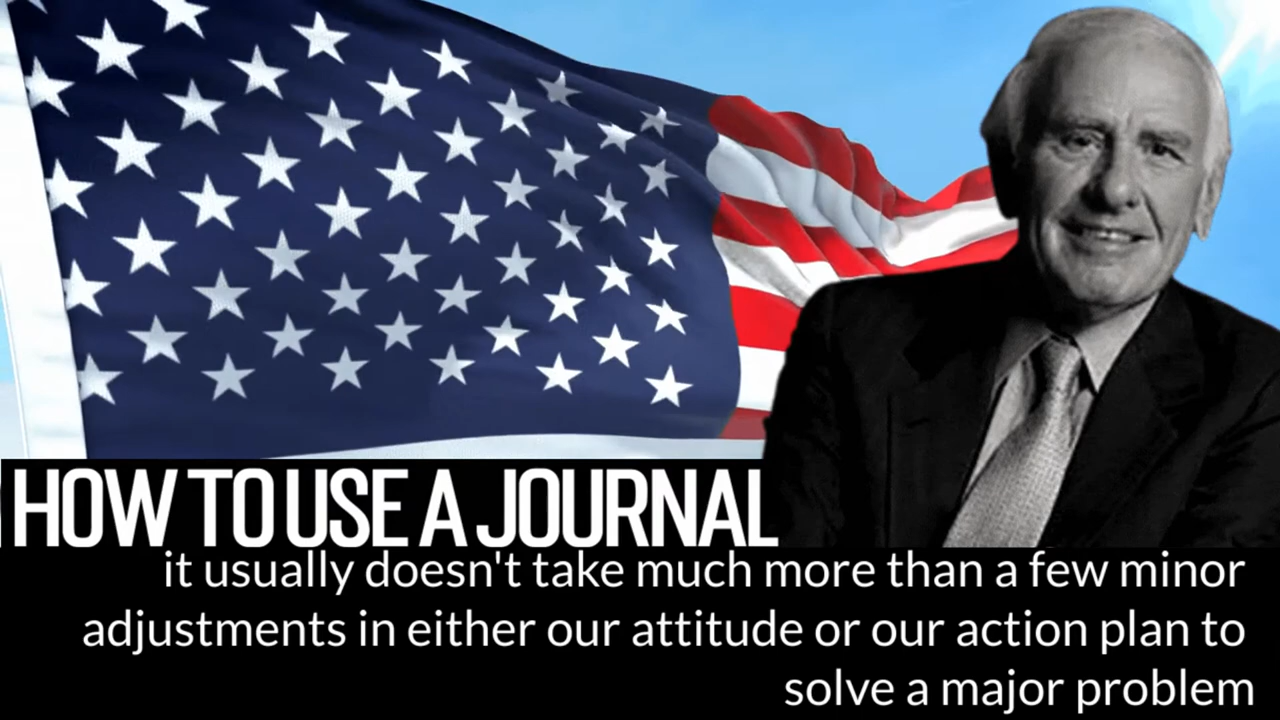 HOW TO USE A JOURNAL
it usually doesn't take much more than a few minor
adjustments in either our attitude or our action plan to
solve a major problem